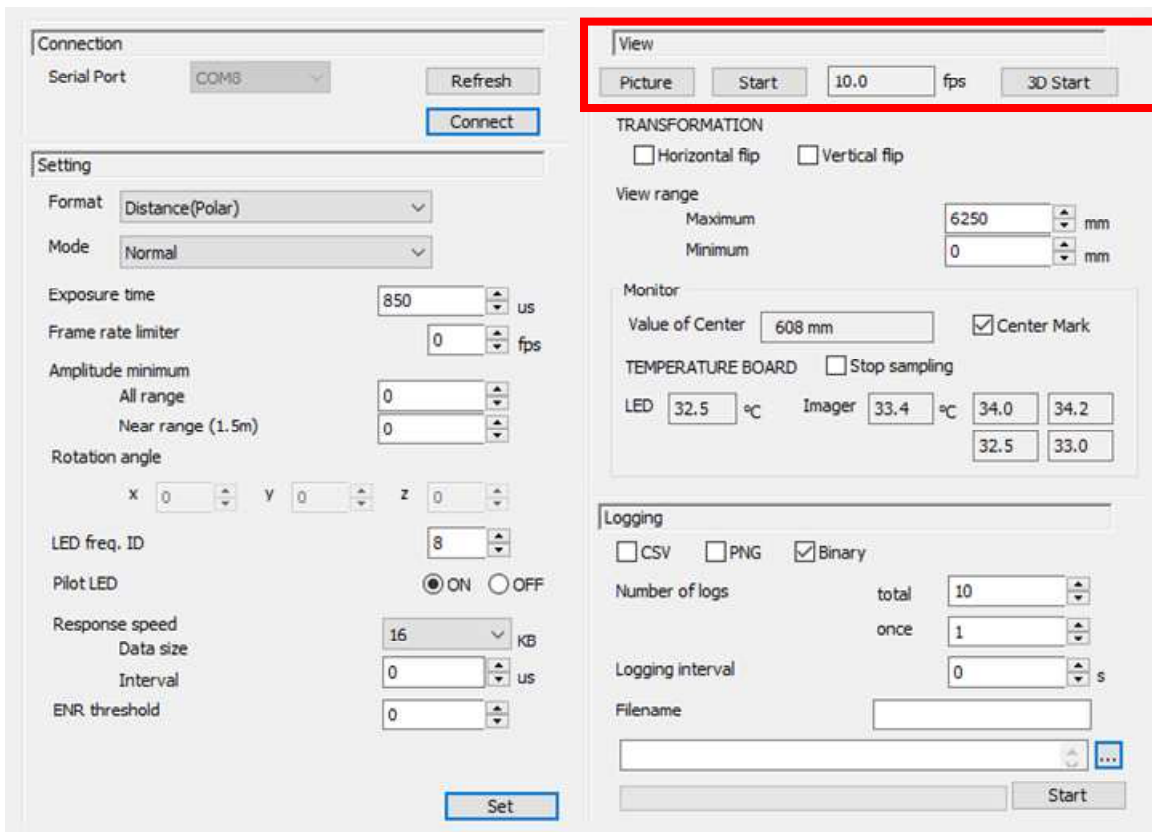 Connection
Serial Port COM8 Refresh
Connect
Setting
Format Distance(Polar)
Mode Normal
Exposure time 850 us
Frame rate limiter 0 fps
Amplitude minimum
All range 0
Near range (1.5m) 0
Rotation angle
x 0 y 0 z 0
LED freq. ID 8
Pilot LED ON OFF
Response speed
Data size 16 KB
Interval 0 us
ENR threshold 0
Set
View
Picture Start 10.0 fps 3D Start
TRANSFORMATION
Horizontal flip Vertical flip
View range
Maximum 6250 mm
Minimum 0 mm
Monitor
Value of Center 608 mm Center Mark
TEMPERATURE BOARD Stop sampling
LED 32.5 ºC Imager 33.4 ºC 34.0 34.2
32.5 33.0
Logging
CSV PNG Binary
Number of logs total 10
once 1
Logging interval 0 s
Filename
...
Start